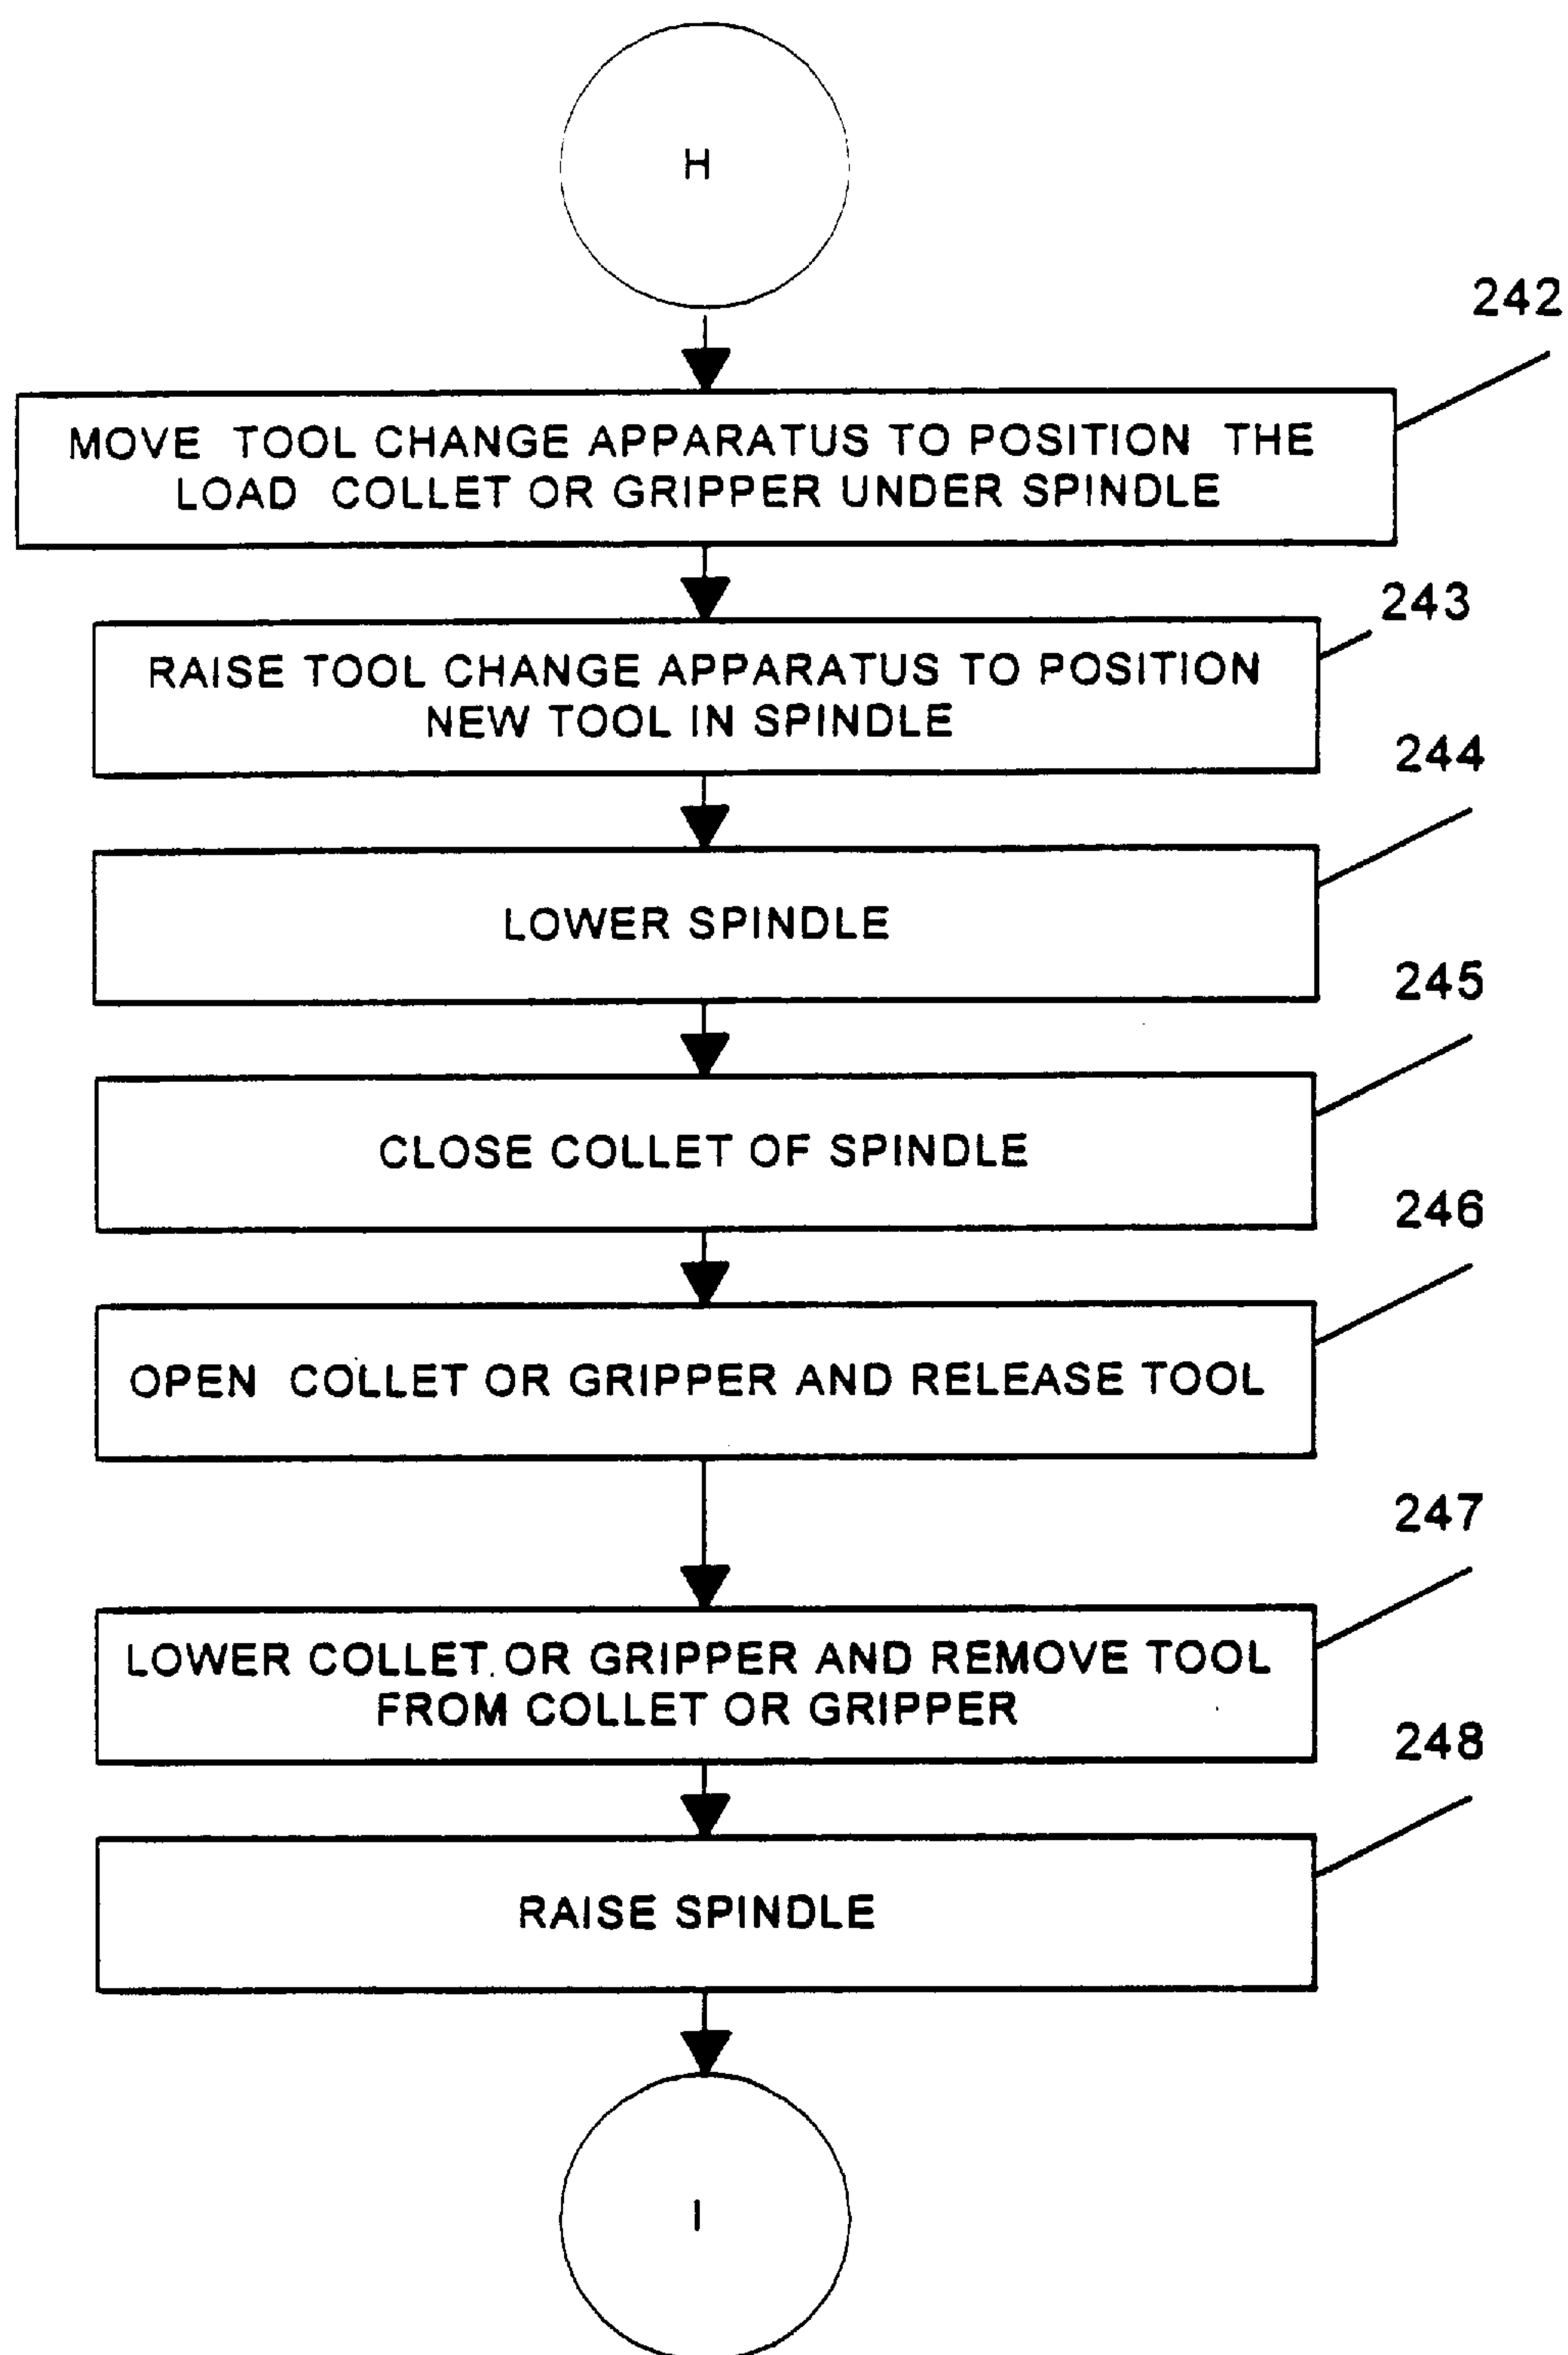 H
242
MOVE TOOL CHANGE APPARATUS TO POSITION THE
LOAD COLLET OR GRIPPER UNDER SPINDLE
243
RAISE TOOL CHANGE APPARATUS TO POSITION
NEW TOOL IN SPINDLE
244
LOWER SPINDLE
245
CLOSE COLLET OF SPINDLE
246
OPEN COLLET OR GRIPPER AND RELEASE TOOL
247
LOWER COLLET OR GRIPPER AND REMOVE TOOL
FROM COLLET OR GRIPPER
248
RAISE SPINDLE
I